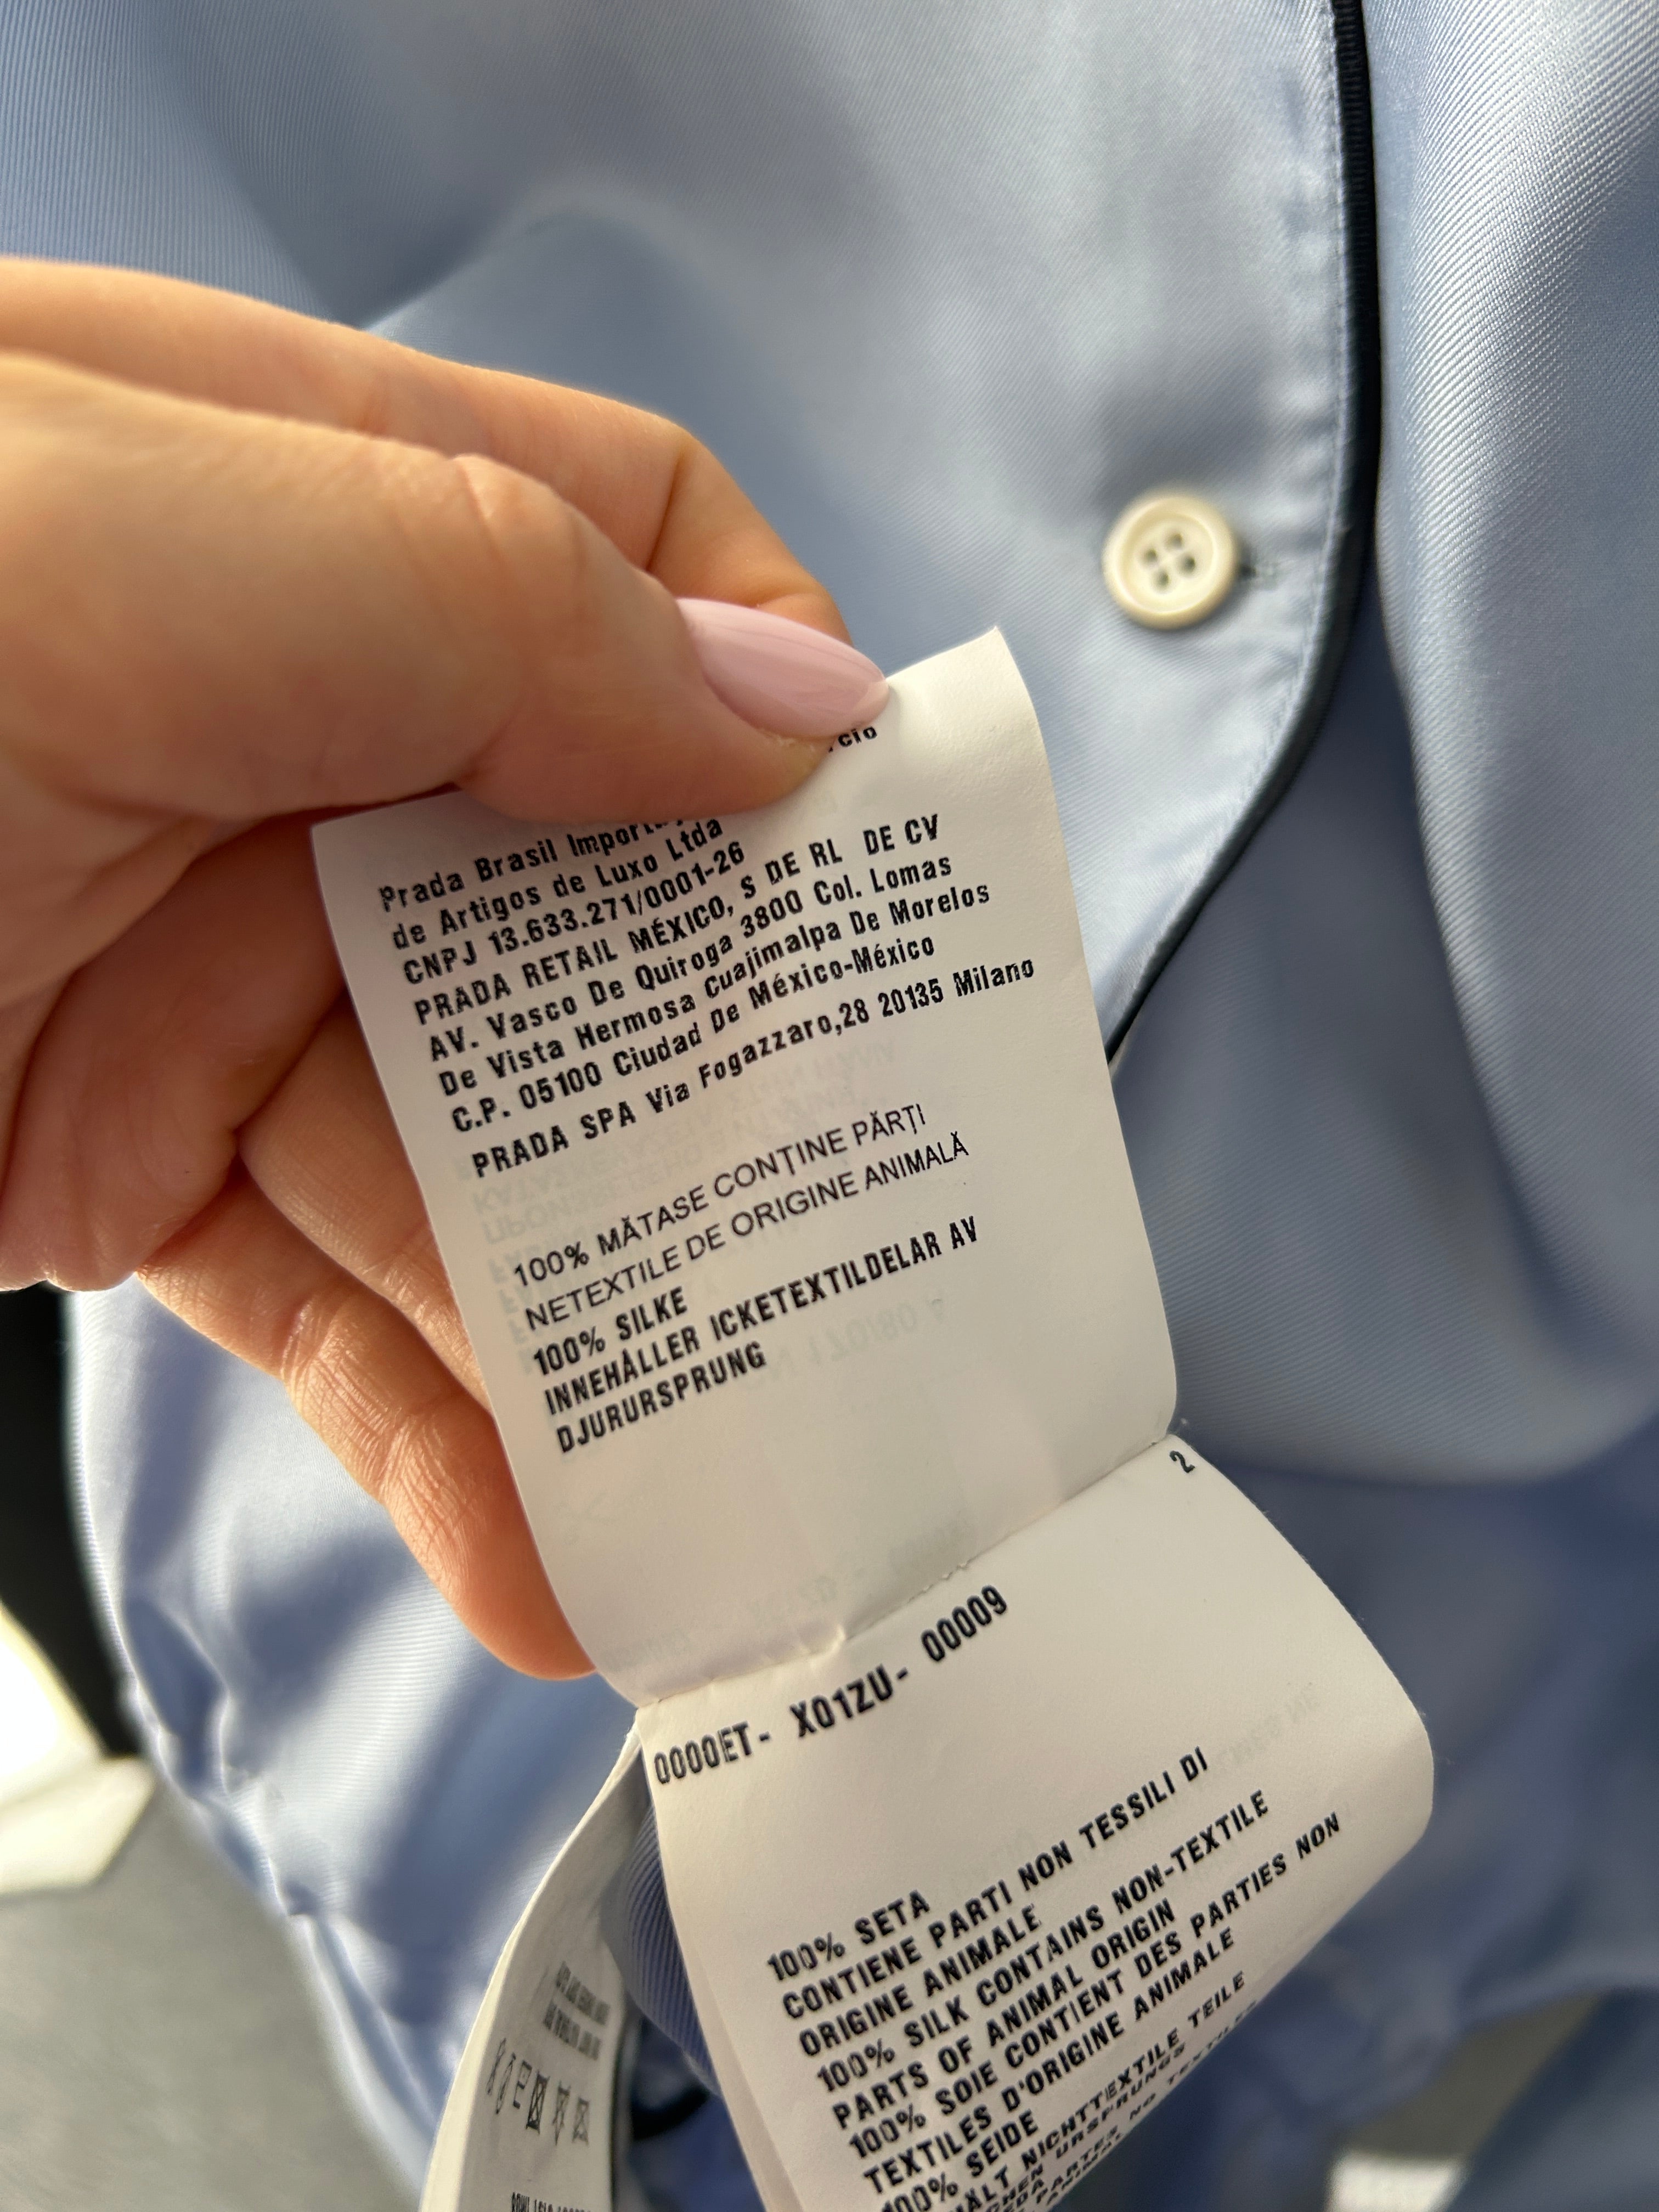 Prada Brasil
de Artigos de Luxo Ltda
CNPJ 13.633.271/0001-26
PRADA RETAIL MÉXICO, S DE RL DE CV
AV. Vasco De Quiroga 3800 Col. Lomas
De Vista Hermosa Cuajimalpa De Morelos
C.P. 05100 Ciudad De México-México
PRADA SPA Via Fogazzaro,28 20135 Milano
100% MĂTASE CONȚINE PĂRȚI
NETEXTILE DE ORIGINE ANIMALĂ
100% SILKE
INNEHÅLLER ICKETEXTILDELAR AV
DJURURSPRUNG
2
0000ET- X01ZU- 00009
100% SETA
CONTIENE PARTI NON TESSILI DI
ORIGINE ANIMALE
100% SILK CONTAINS NON-TEXTILE
PARTS OF ANIMAL ORIGIN
100% SOIE CONTIENT DES PARTIES NON
TEXTILES D'ORIGINE ANIMALE
100% SEIDE
NICHTTEXTILE TEILE